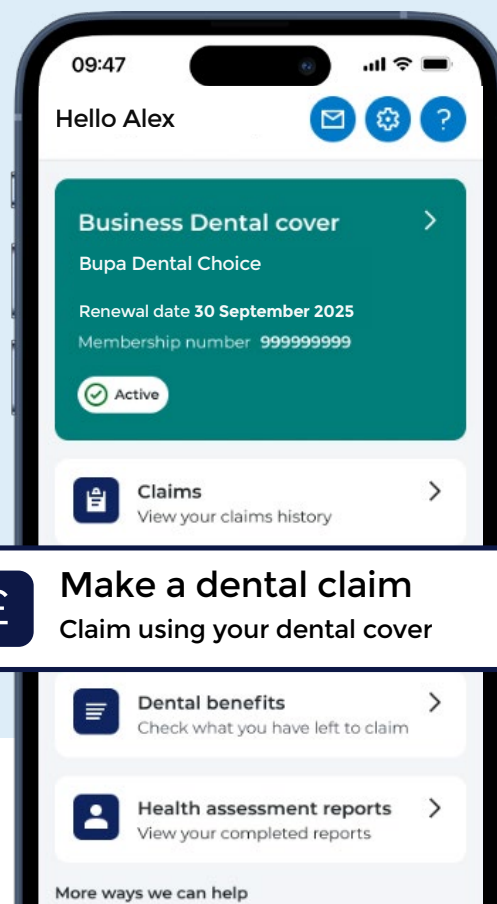 09:47
Hello Alex
?
Business Dental cover
Bupa Dental Choice
Renewal date 30 September 2025
Membership number 999999999
Active
Claims
View your claims history
£
Make a dental claim
Claim using your dental cover
Dental benefits
Check what you have left to claim
Health assessment reports
View your completed reports
More ways we can help